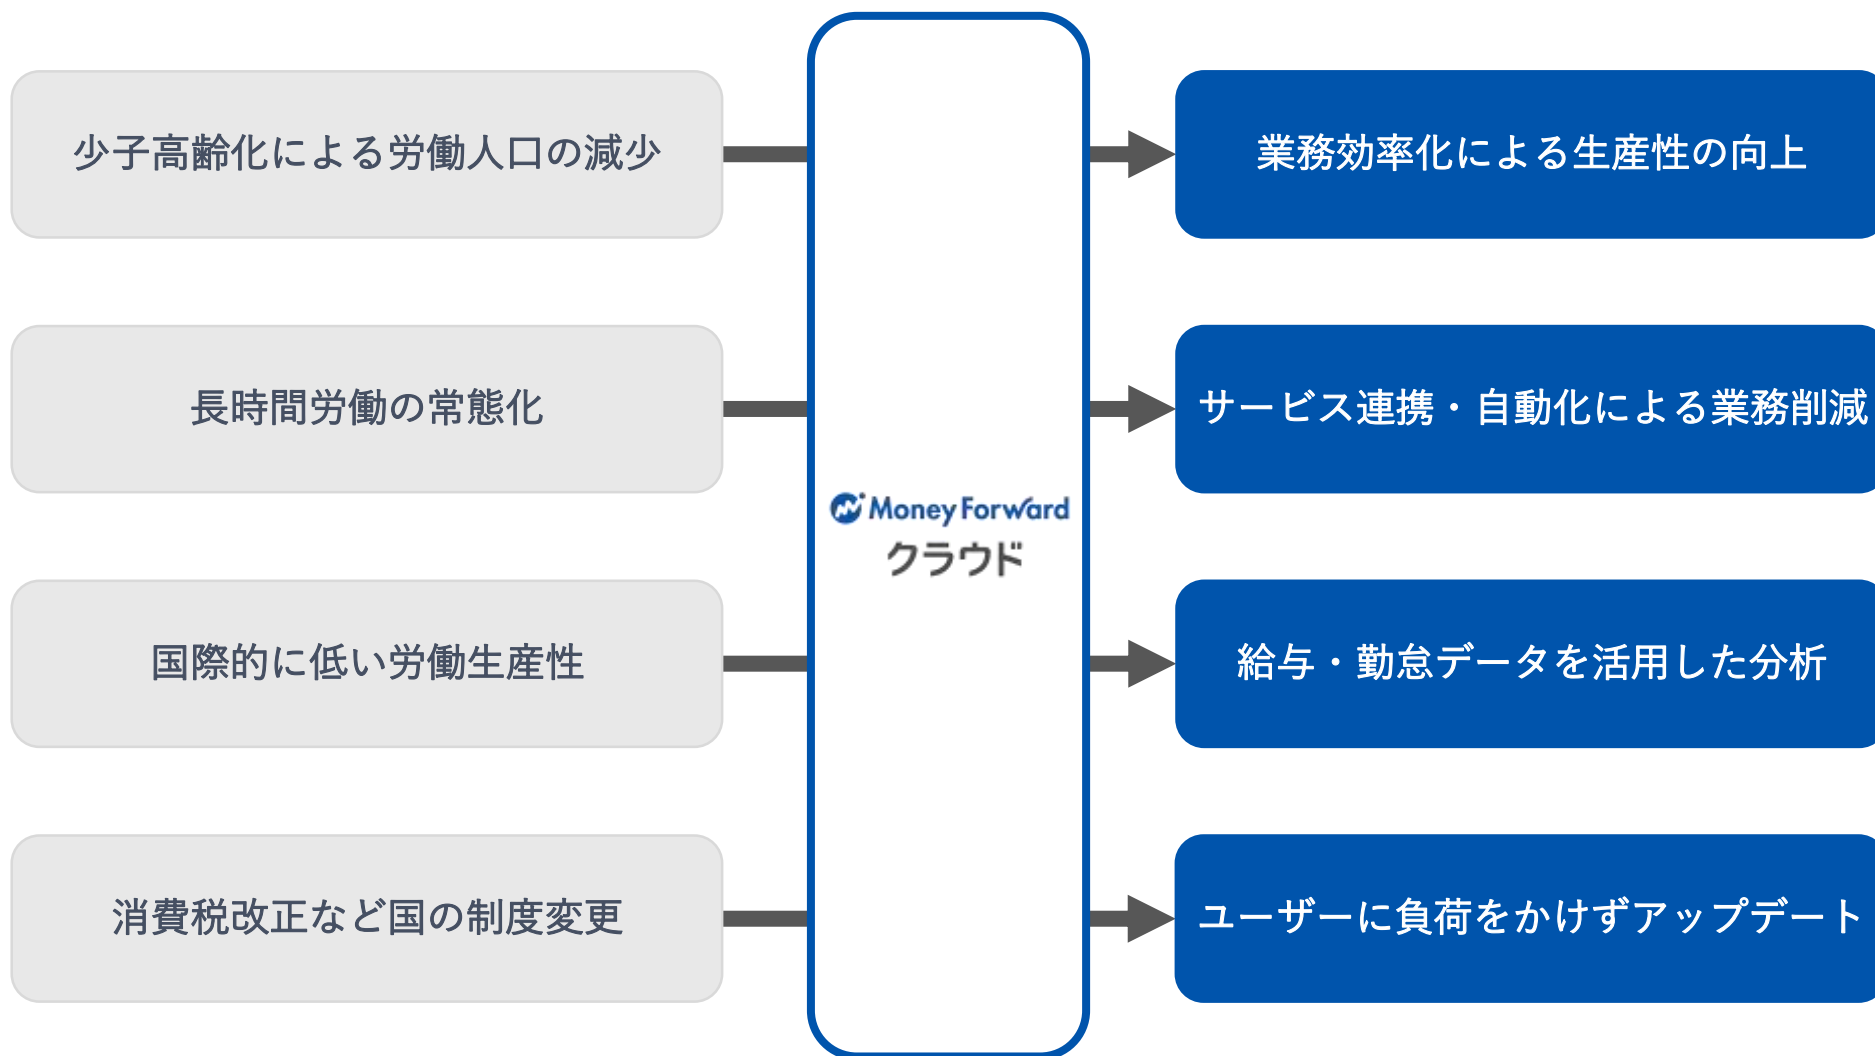 少子高齢化による労働人口の減少
業務効率化による生産性の向上
長時間労働の常態化
サービス連携・自動化による業務削減
Money Forward
クラウド
国際的に低い労働生産性
給与・勤怠データを活用した分析
消費税改正など国の制度変更
ユーザーに負荷をかけずアップデート